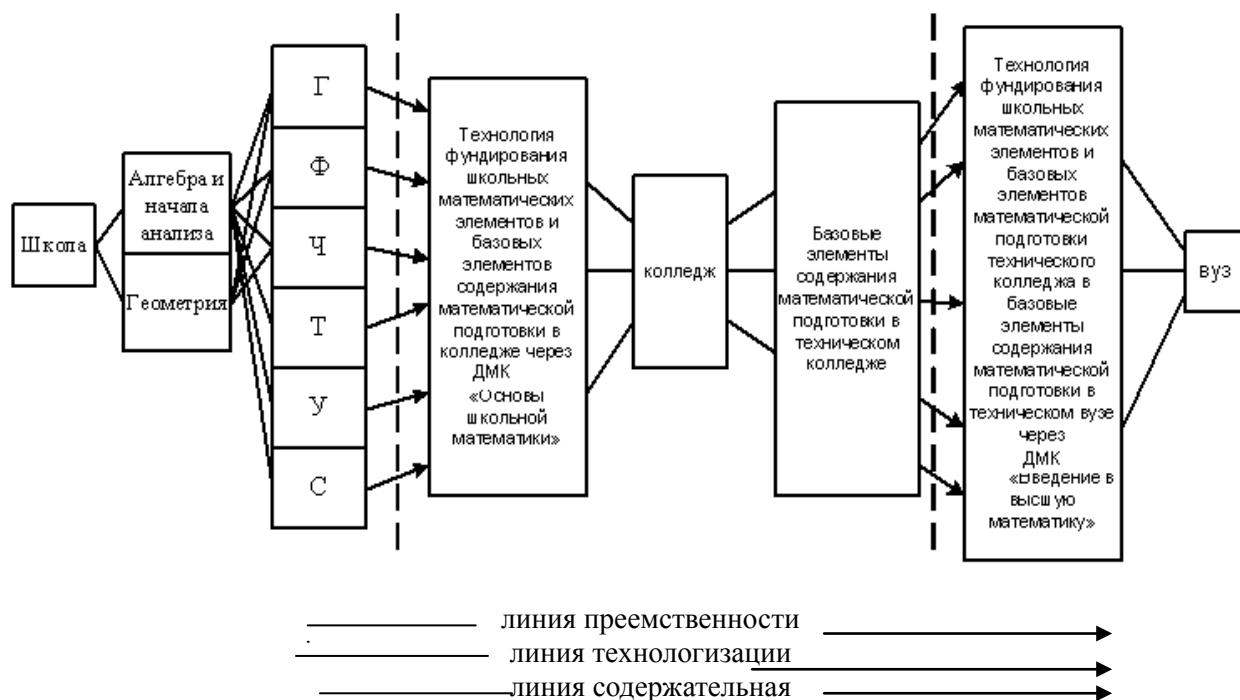 Школа
Алгебра и
начала
анализа
Геометрия
Г
Ф
Ч
Т
У
С
Технология
фундирования
школьных
математических
элементов и
базовых
элементов
содержания
математической
подготовки в
колледже через
ДМК
«Основы
школьной
математики»
колледж
Базовые
элементы
содержания
математической
подготовки в
техническом
колледже
Технология
фундирования
школьных
математических
элементов и
базовых
элементов
математической
подготовки
технического
колледжа в
базовые
элементы
содержания
математической
подготовки в
техническом вузе
через
ДМК
«Введение в
высшую
математику»
вуз
линия преемственности
линия технологизации
линия содержательная